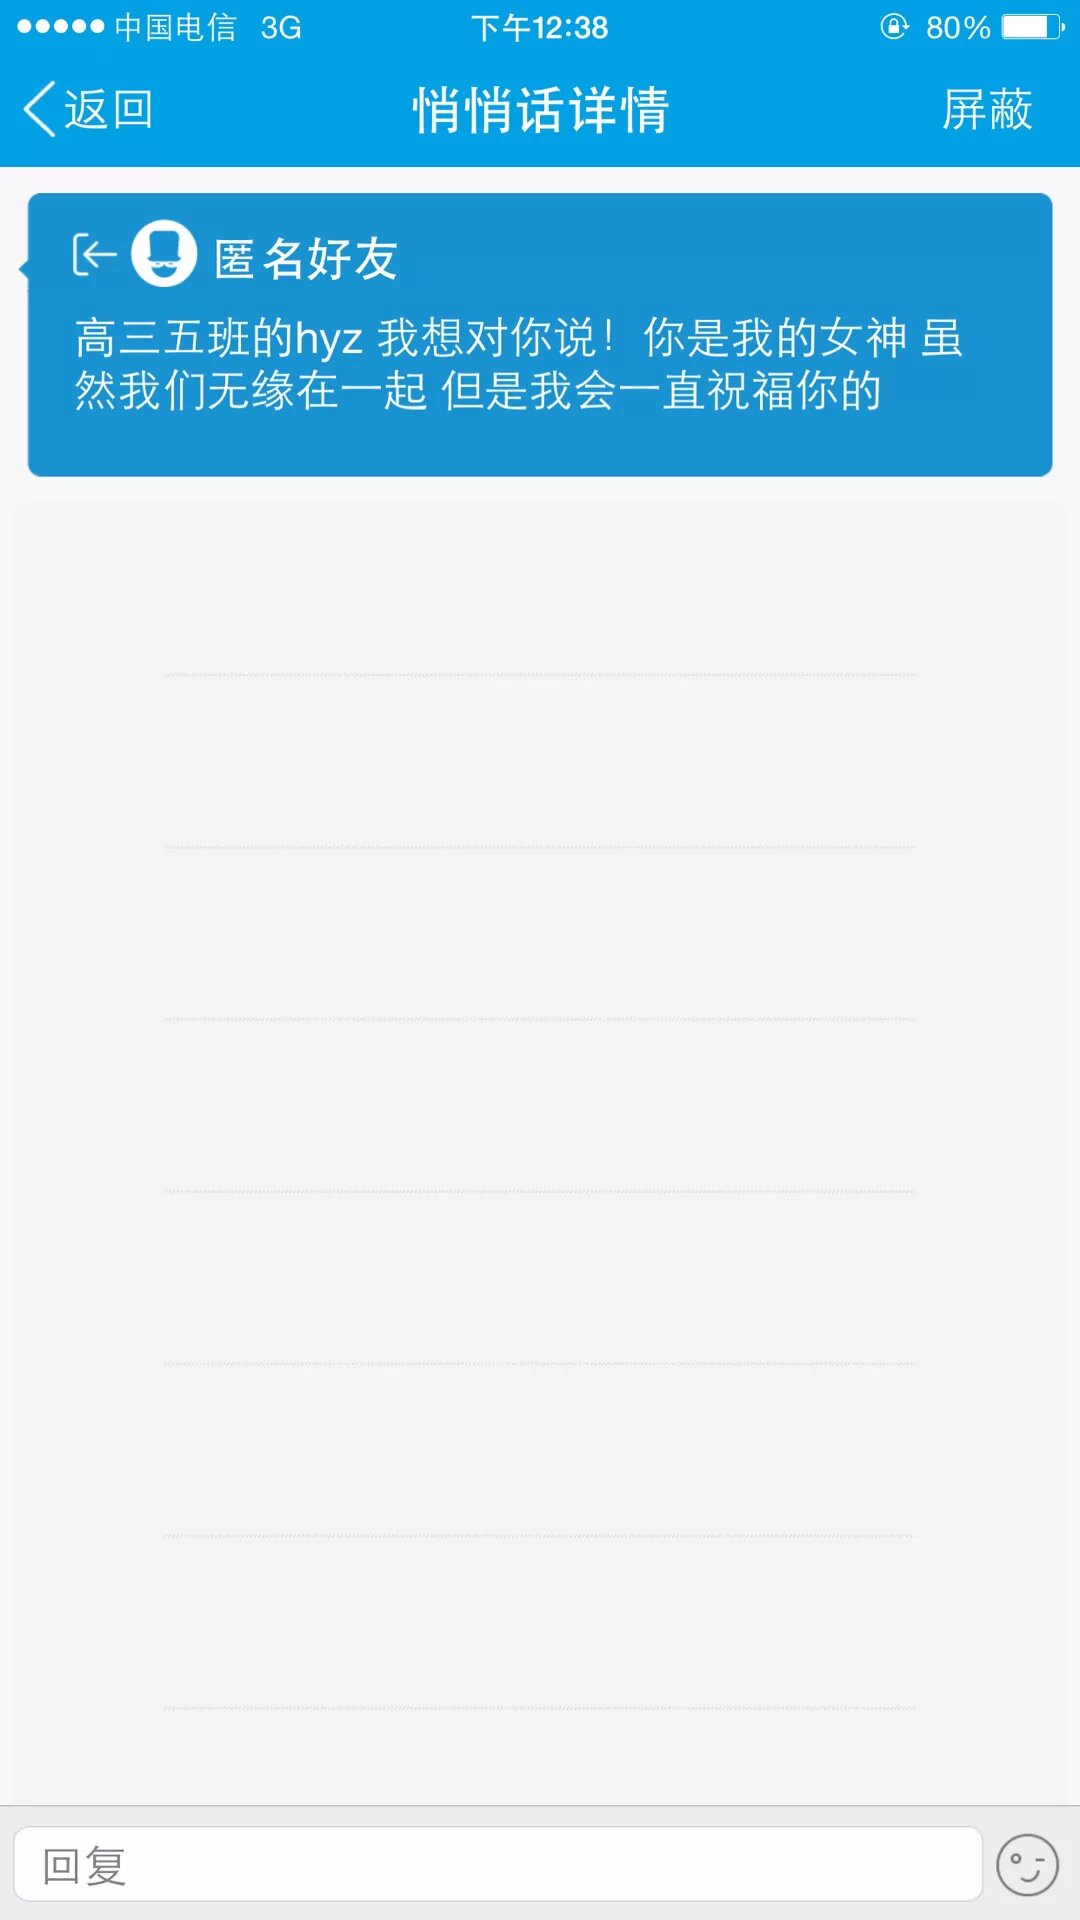 中国电信 3G 下午12:38 80%
返回 悄悄话详情 屏蔽
匿名好友
高三五班的hyz 我想对你说！你是我的女神 虽
然我们无缘在一起 但是我会一直祝福你的
回复